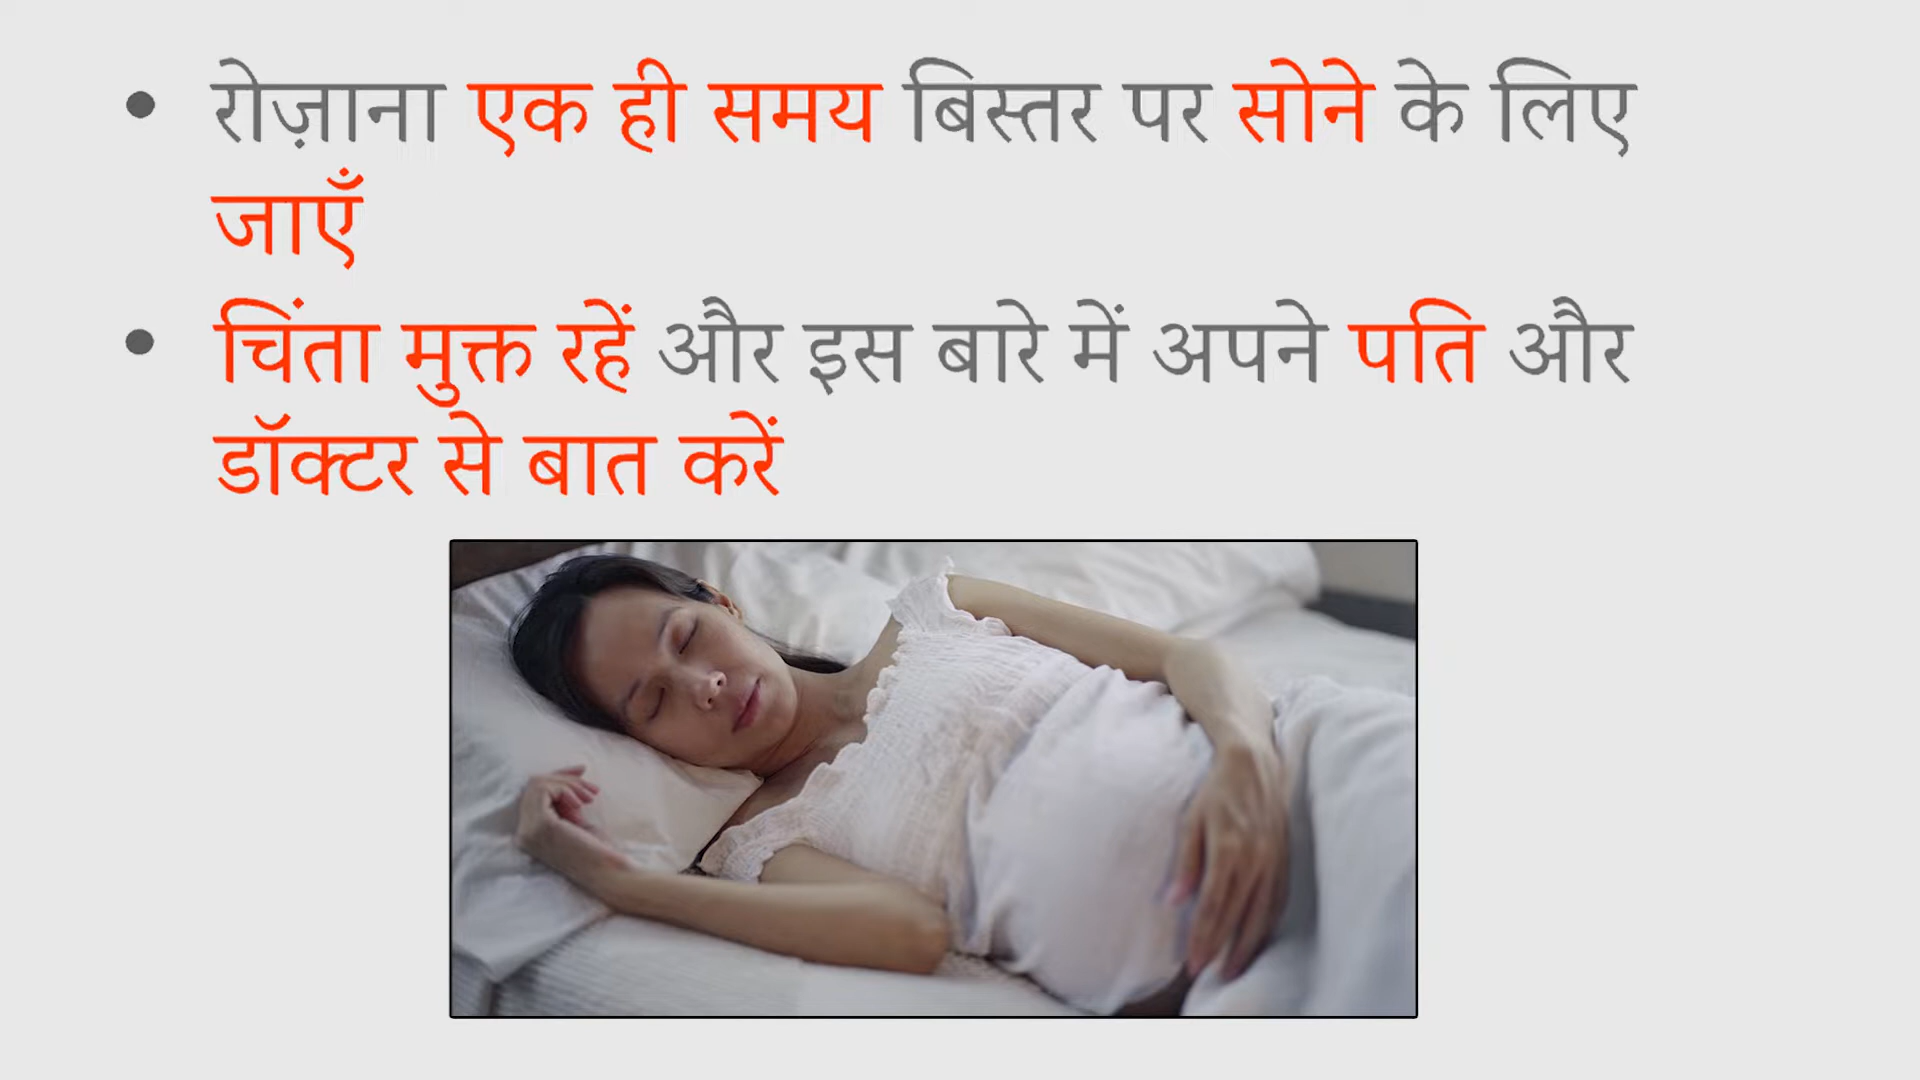 • रोज़ाना एक ही समय बिस्तर पर सोने के लिए
जाएँ
• चिंता मुक्त रहें और इस बारे में अपने पति और
डॉक्टर से बात करें